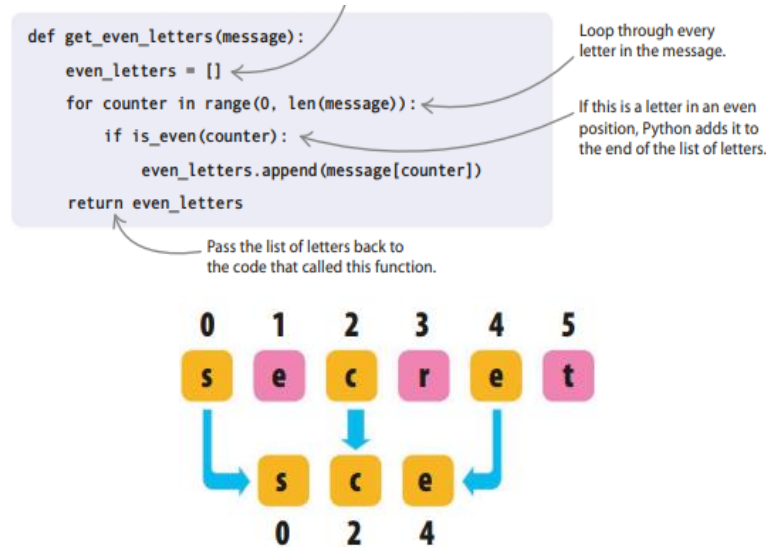 def get_even_letters(message):
even_letters = []
for counter in range(0, len(message)):
if is_even(counter):
even_letters.append(message[counter])
return even_letters
Loop through every
letter in the message.
If this is a letter in an even
position, Python adds it to
the end of the list of letters.
Pass the list of letters back to
the code that called this function.
0 1 2 3 4 5
s e c r e t
s c e
0 2 4